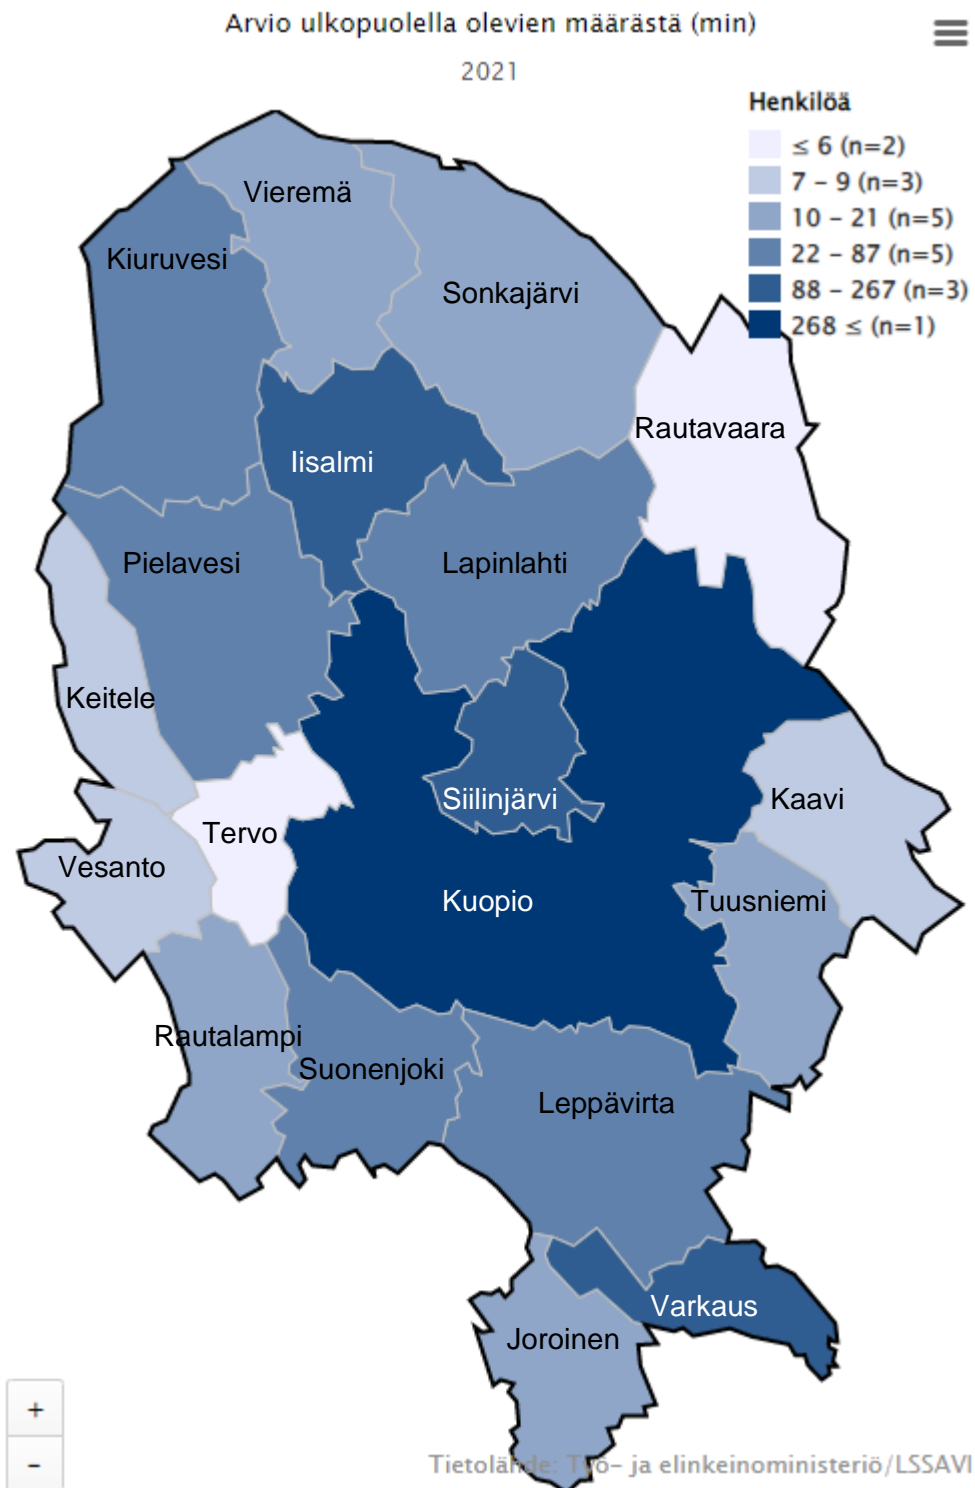 Arvio ulkopuolella olevien määrästä (min)
2021
Henkilöä
≤ 6 (n=2)
7 – 9 (n=3)
10 – 21 (n=5)
22 – 87 (n=5)
88 – 267 (n=3)
268 ≤ (n=1)
Vieremä
Kiuruvesi
Sonkajärvi
Rautavaara
Iisalmi
Pielavesi
Lapinlahti
Keitele
Siilinjärvi
Kaavi
Tervo
Vesanto
Kuopio
Tuusniemi
Rautalampi
Suonenjoki
Leppävirta
Varkaus
Joroinen
+
–
Tietolähde: Työ– ja elinkeinoministeriö/LSSAVI